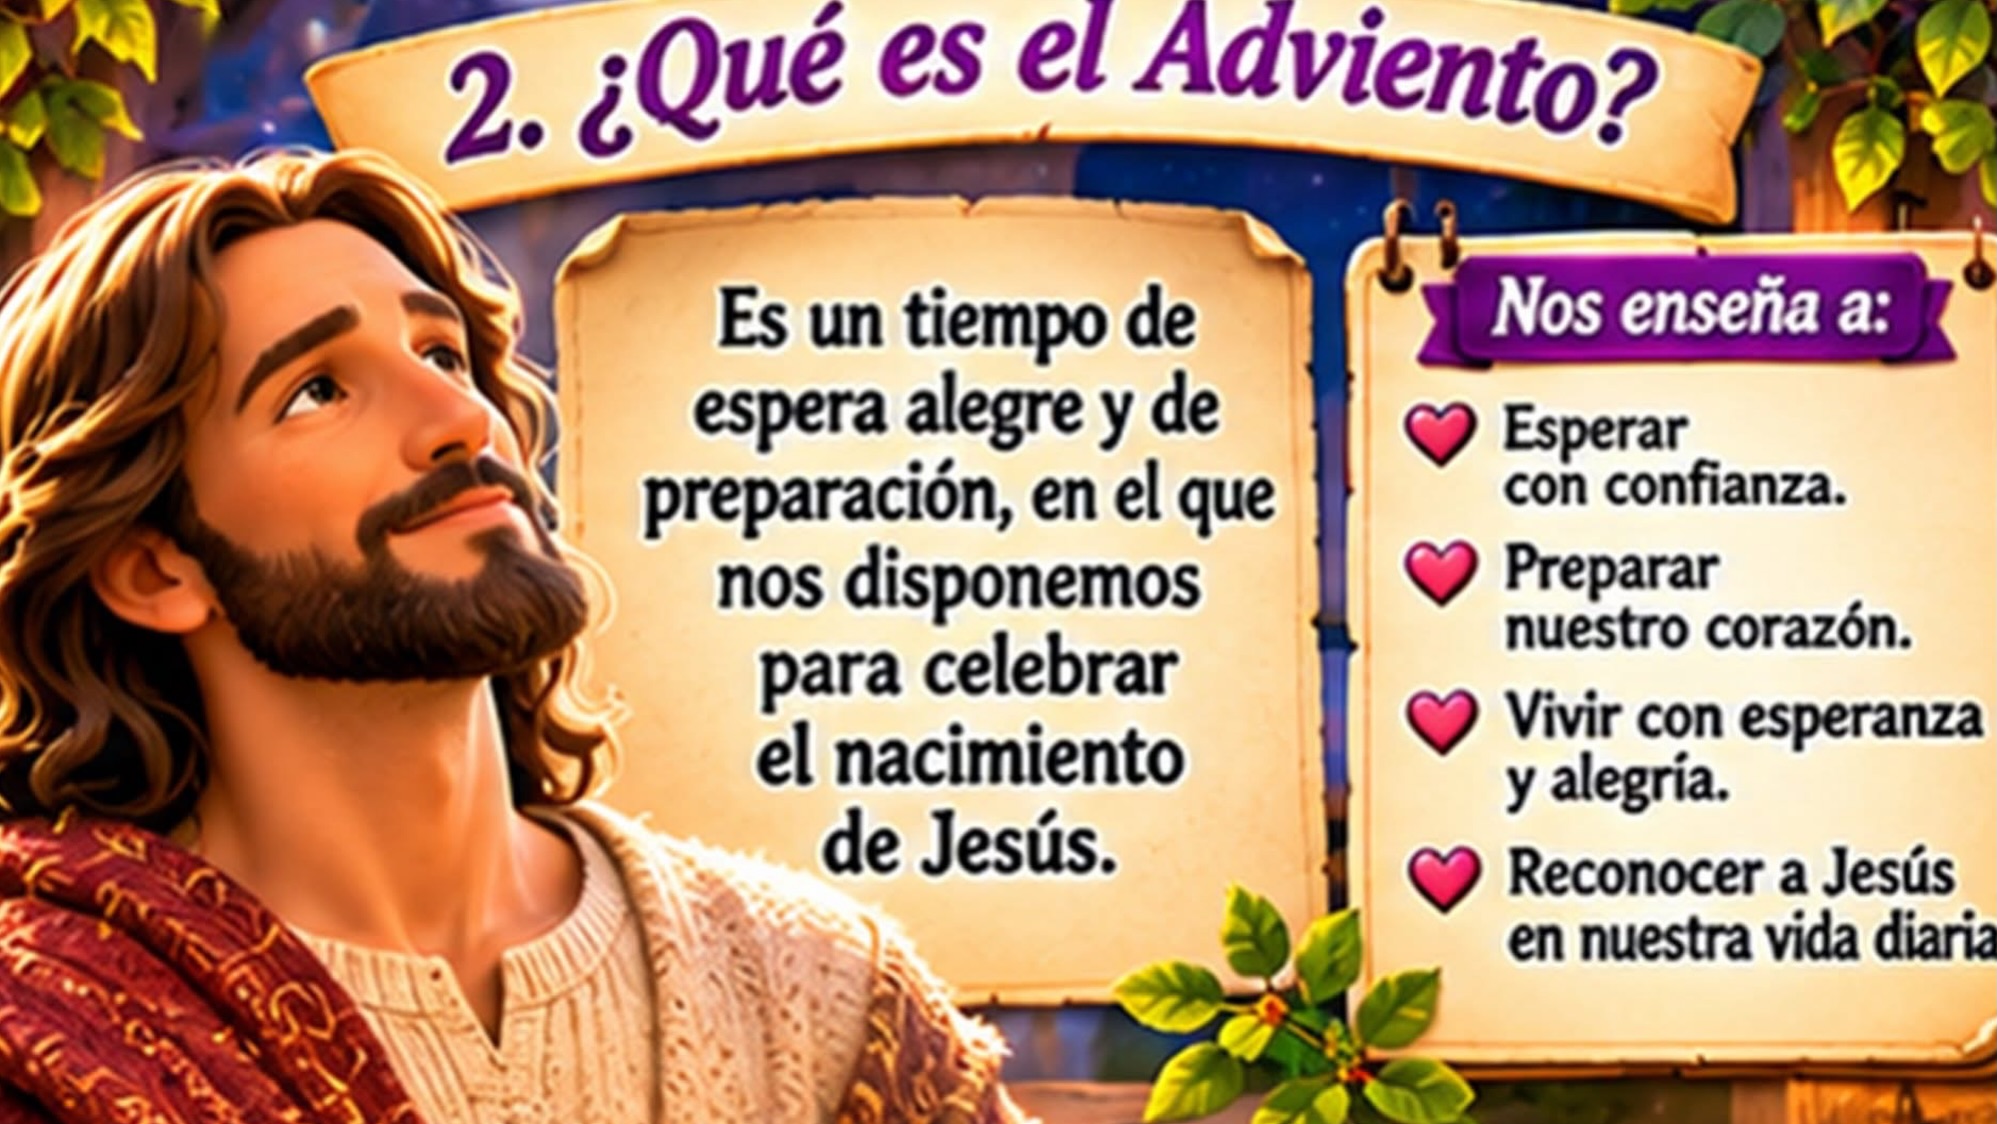 2. ¿Qué es el Adviento?
Es un tiempo de
espera alegre y de
preparación, en el que
nos disponemos
para celebrar
el nacimiento
de Jesús.
Nos enseña a:
Esperar
con confianza.
Preparar
nuestro corazón.
Vivir con esperanza
y alegría.
Reconocer a Jesús
en nuestra vida diaria